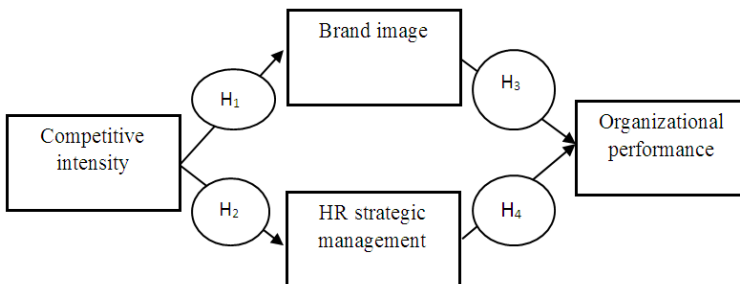 Brand image
H1
H3
Competitive
intensity
Organizational
performance
H2
HR strategic
management
H4